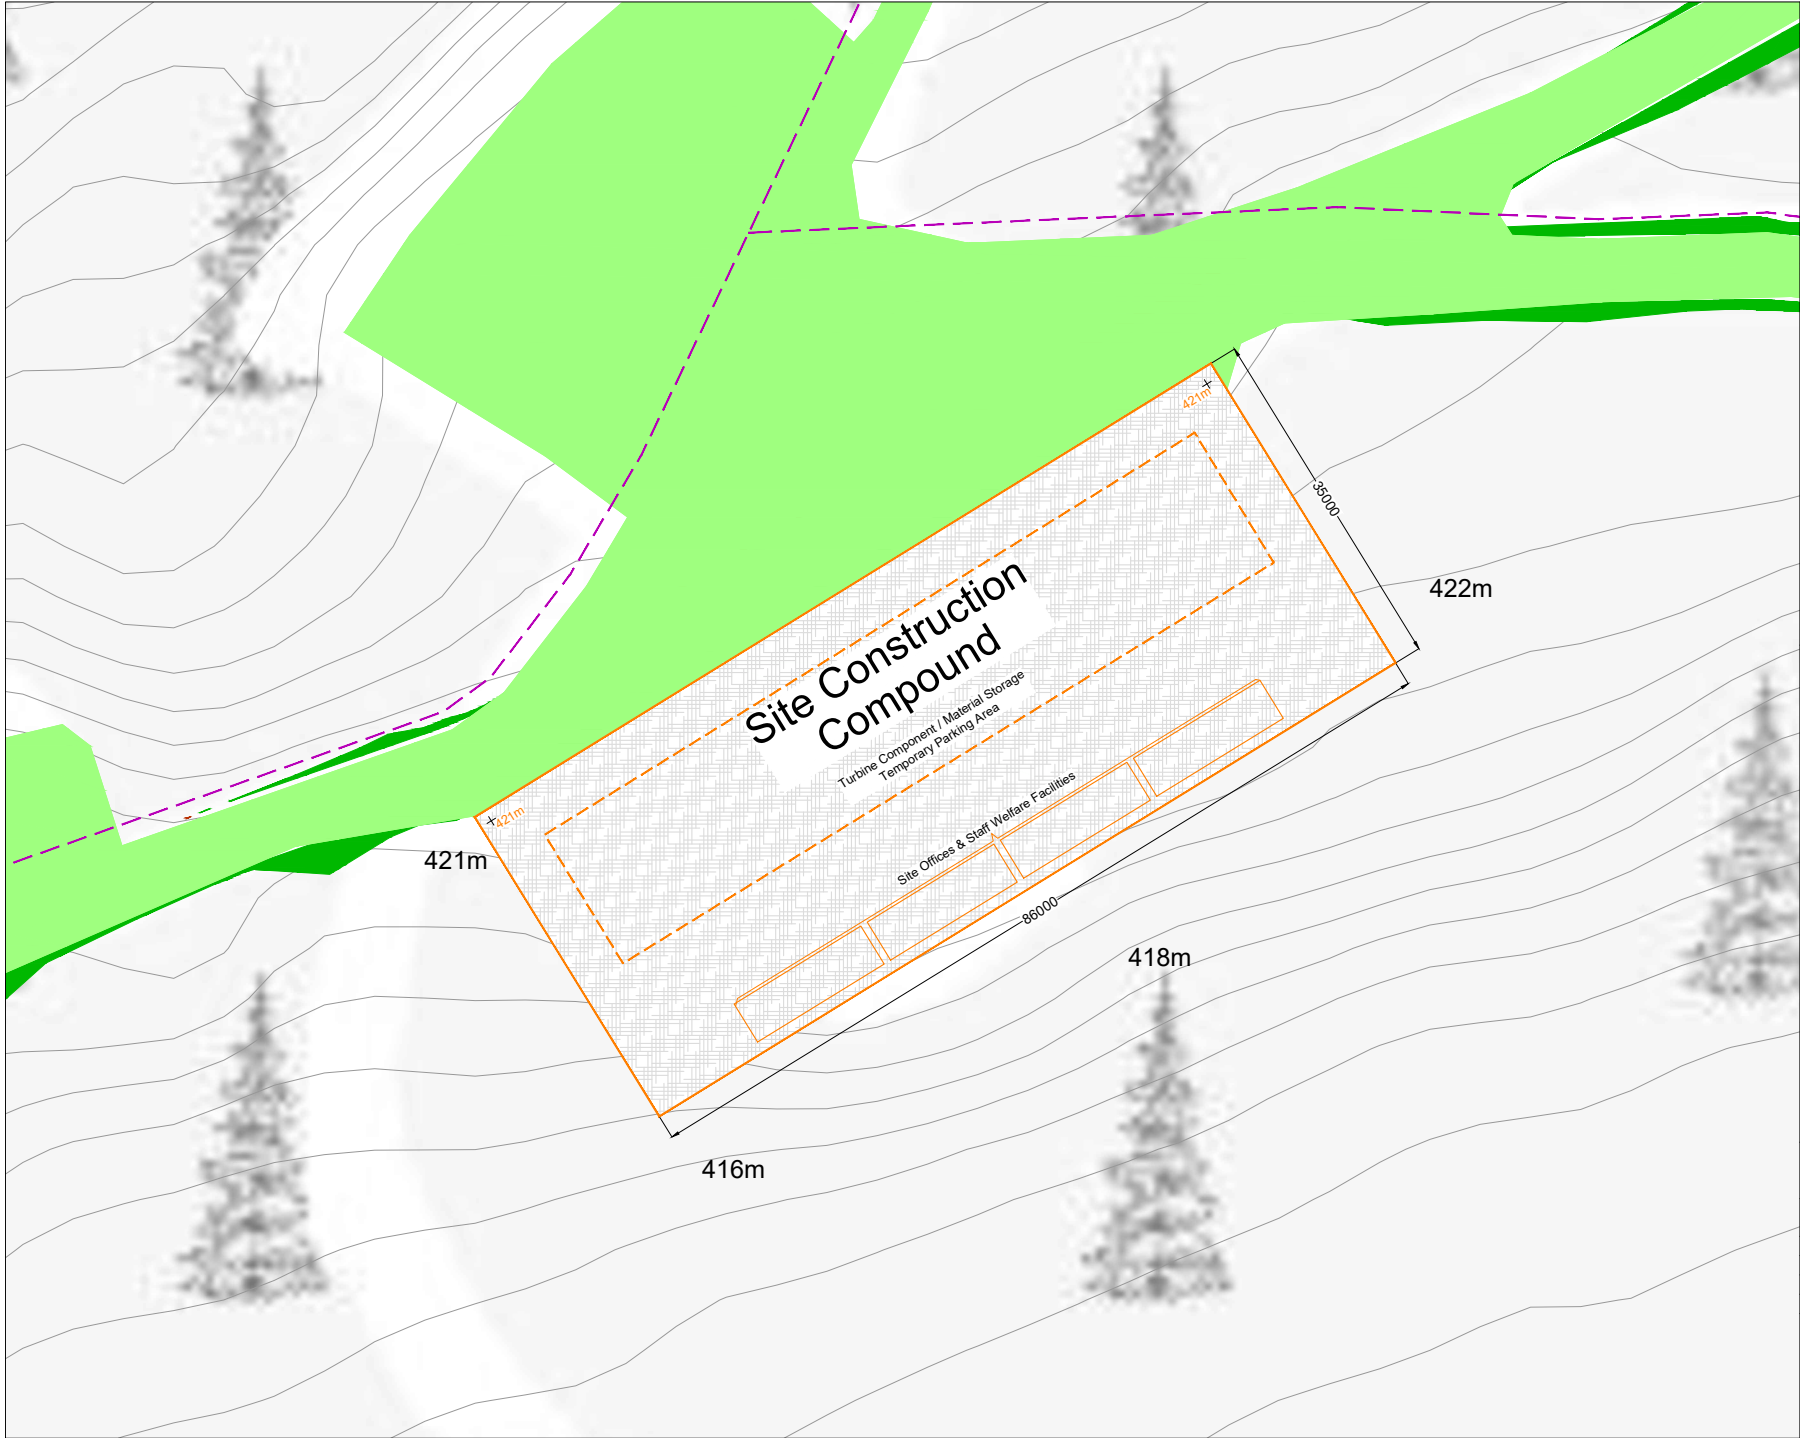 421m
35000
422m
Site Construction
Compound
Turbine Component / Material Storage
Temporary Parking Area
Site Offices & Staff Welfare Facilities
421m
421m
86000
418m
416m